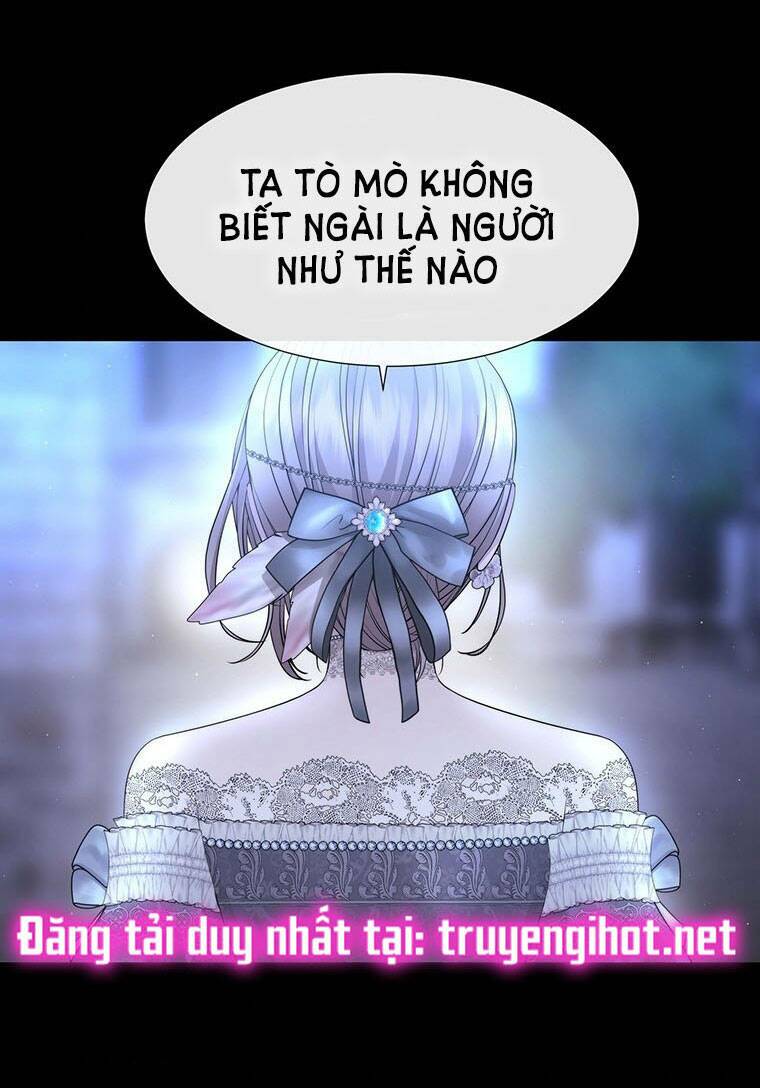 TA TÒ MÒ KHÔNG
BIẾT NGÀI LÀ NGƯỜI
NHƯ THẾ NÀO
Đăng tải duy nhất tại: truyengihot.net